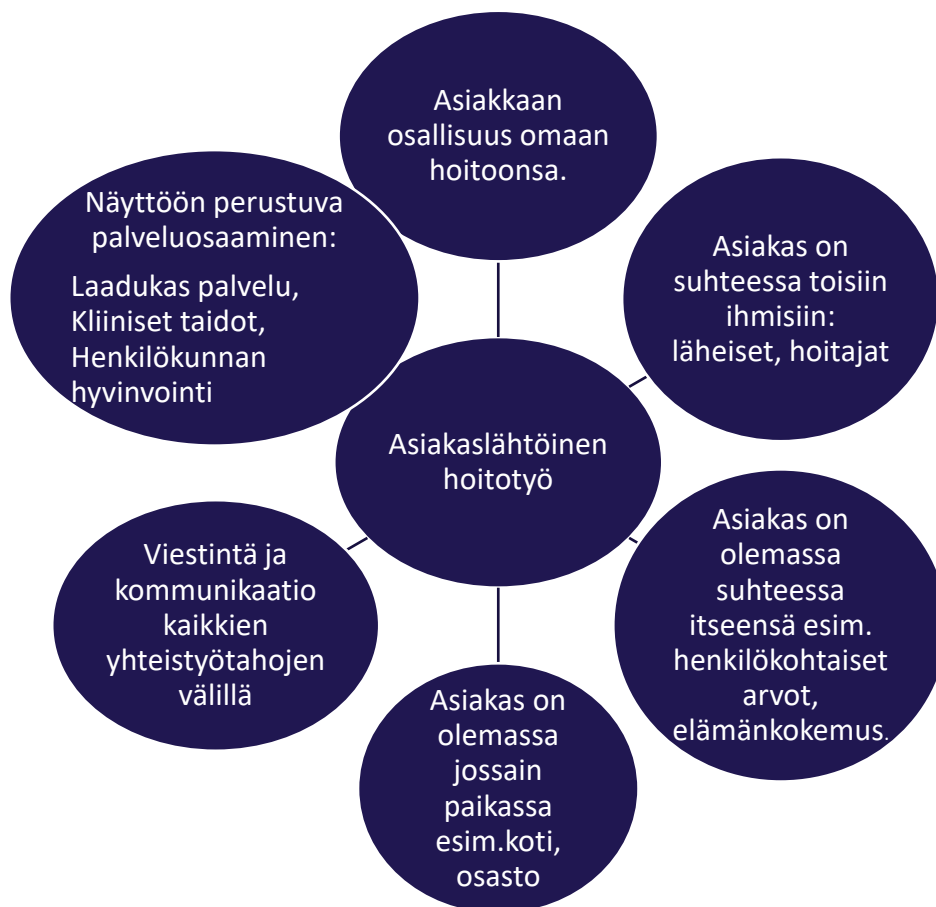 Asiakkaan
osallisuus omaan
hoitoonsa.
Näyttöön perustuva
palveluosaaminen:
Laadukas palvelu,
Kliiniset taidot,
Henkilökunnan
hyvinvointi
Asiakas on
suhteessa toisiin
ihmisiin:
läheiset, hoitajat
Asiakaslähtöinen
hoitotyö
Viestintä ja
kommunikaatio
kaikkien
yhteistyötahojen
välillä
Asiakas on
olemassa
suhteessa
itseensä esim.
henkilökohtaiset
arvot,
elämänkokemus.
Asiakas on
olemassa
jossain
paikassa
esim.koti,
osasto